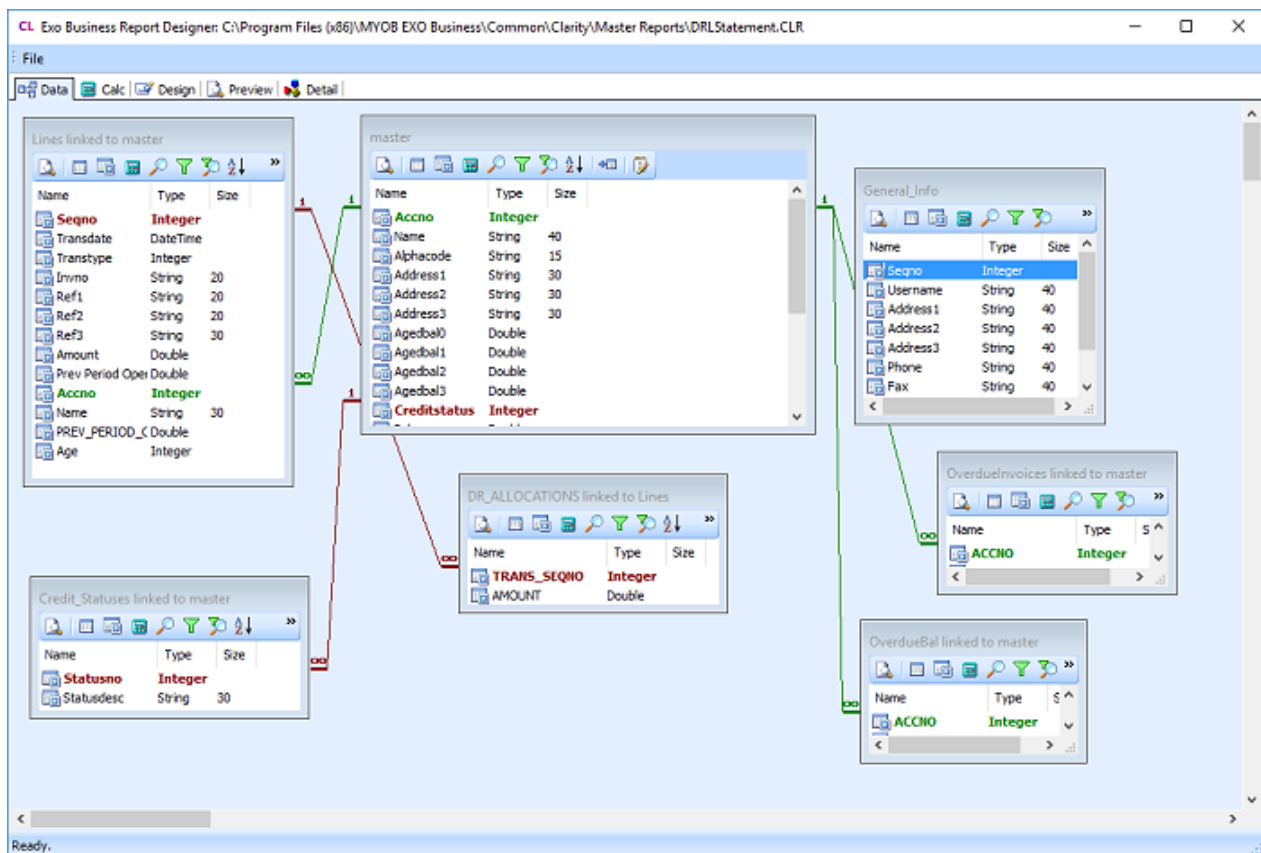 CL Exo Business Report Designer: C:\Program Files (x86)\MYOB EXO Business\Common\Clarity\Master Reports\DRLStatement.CLR
File
Data Calc Design Preview Detail
Lines linked to master
Name Type Size
Seqno Integer
Transdate DateTime
Transtype Integer
Invno String 20
Ref1 String 20
Ref2 String 20
Ref3 String 30
Amount Double
Prev Period Ope Double
Accno Integer
Name String 30
PREV_PERIOD_ Double
Age Integer
master
Name Type Size
Accno Integer
Name String 40
Alphacode String 15
Address1 String 30
Address2 String 30
Address3 String 30
Agedbal0 Double
Agedbal1 Double
Agedbal2 Double
Agedbal3 Double
Creditstatus Integer
General_Info
Name Type Size
Seqno Integer
Username String 40
Address1 String 40
Address2 String 40
Address3 String 40
Phone String 40
Fax String 40
DR_ALLOCATIONS linked to Lines
Name Type Size
TRANS_SEQNO Integer
AMOUNT Double
OverdueInvoices linked to master
Name Type S
ACCNO Integer
Credit_Statuses linked to master
Name Type Size
Statusno Integer
Statusdesc String 30
OverdueBal linked to master
Name Type S
ACCNO Integer
1
1
1
1
Ready.